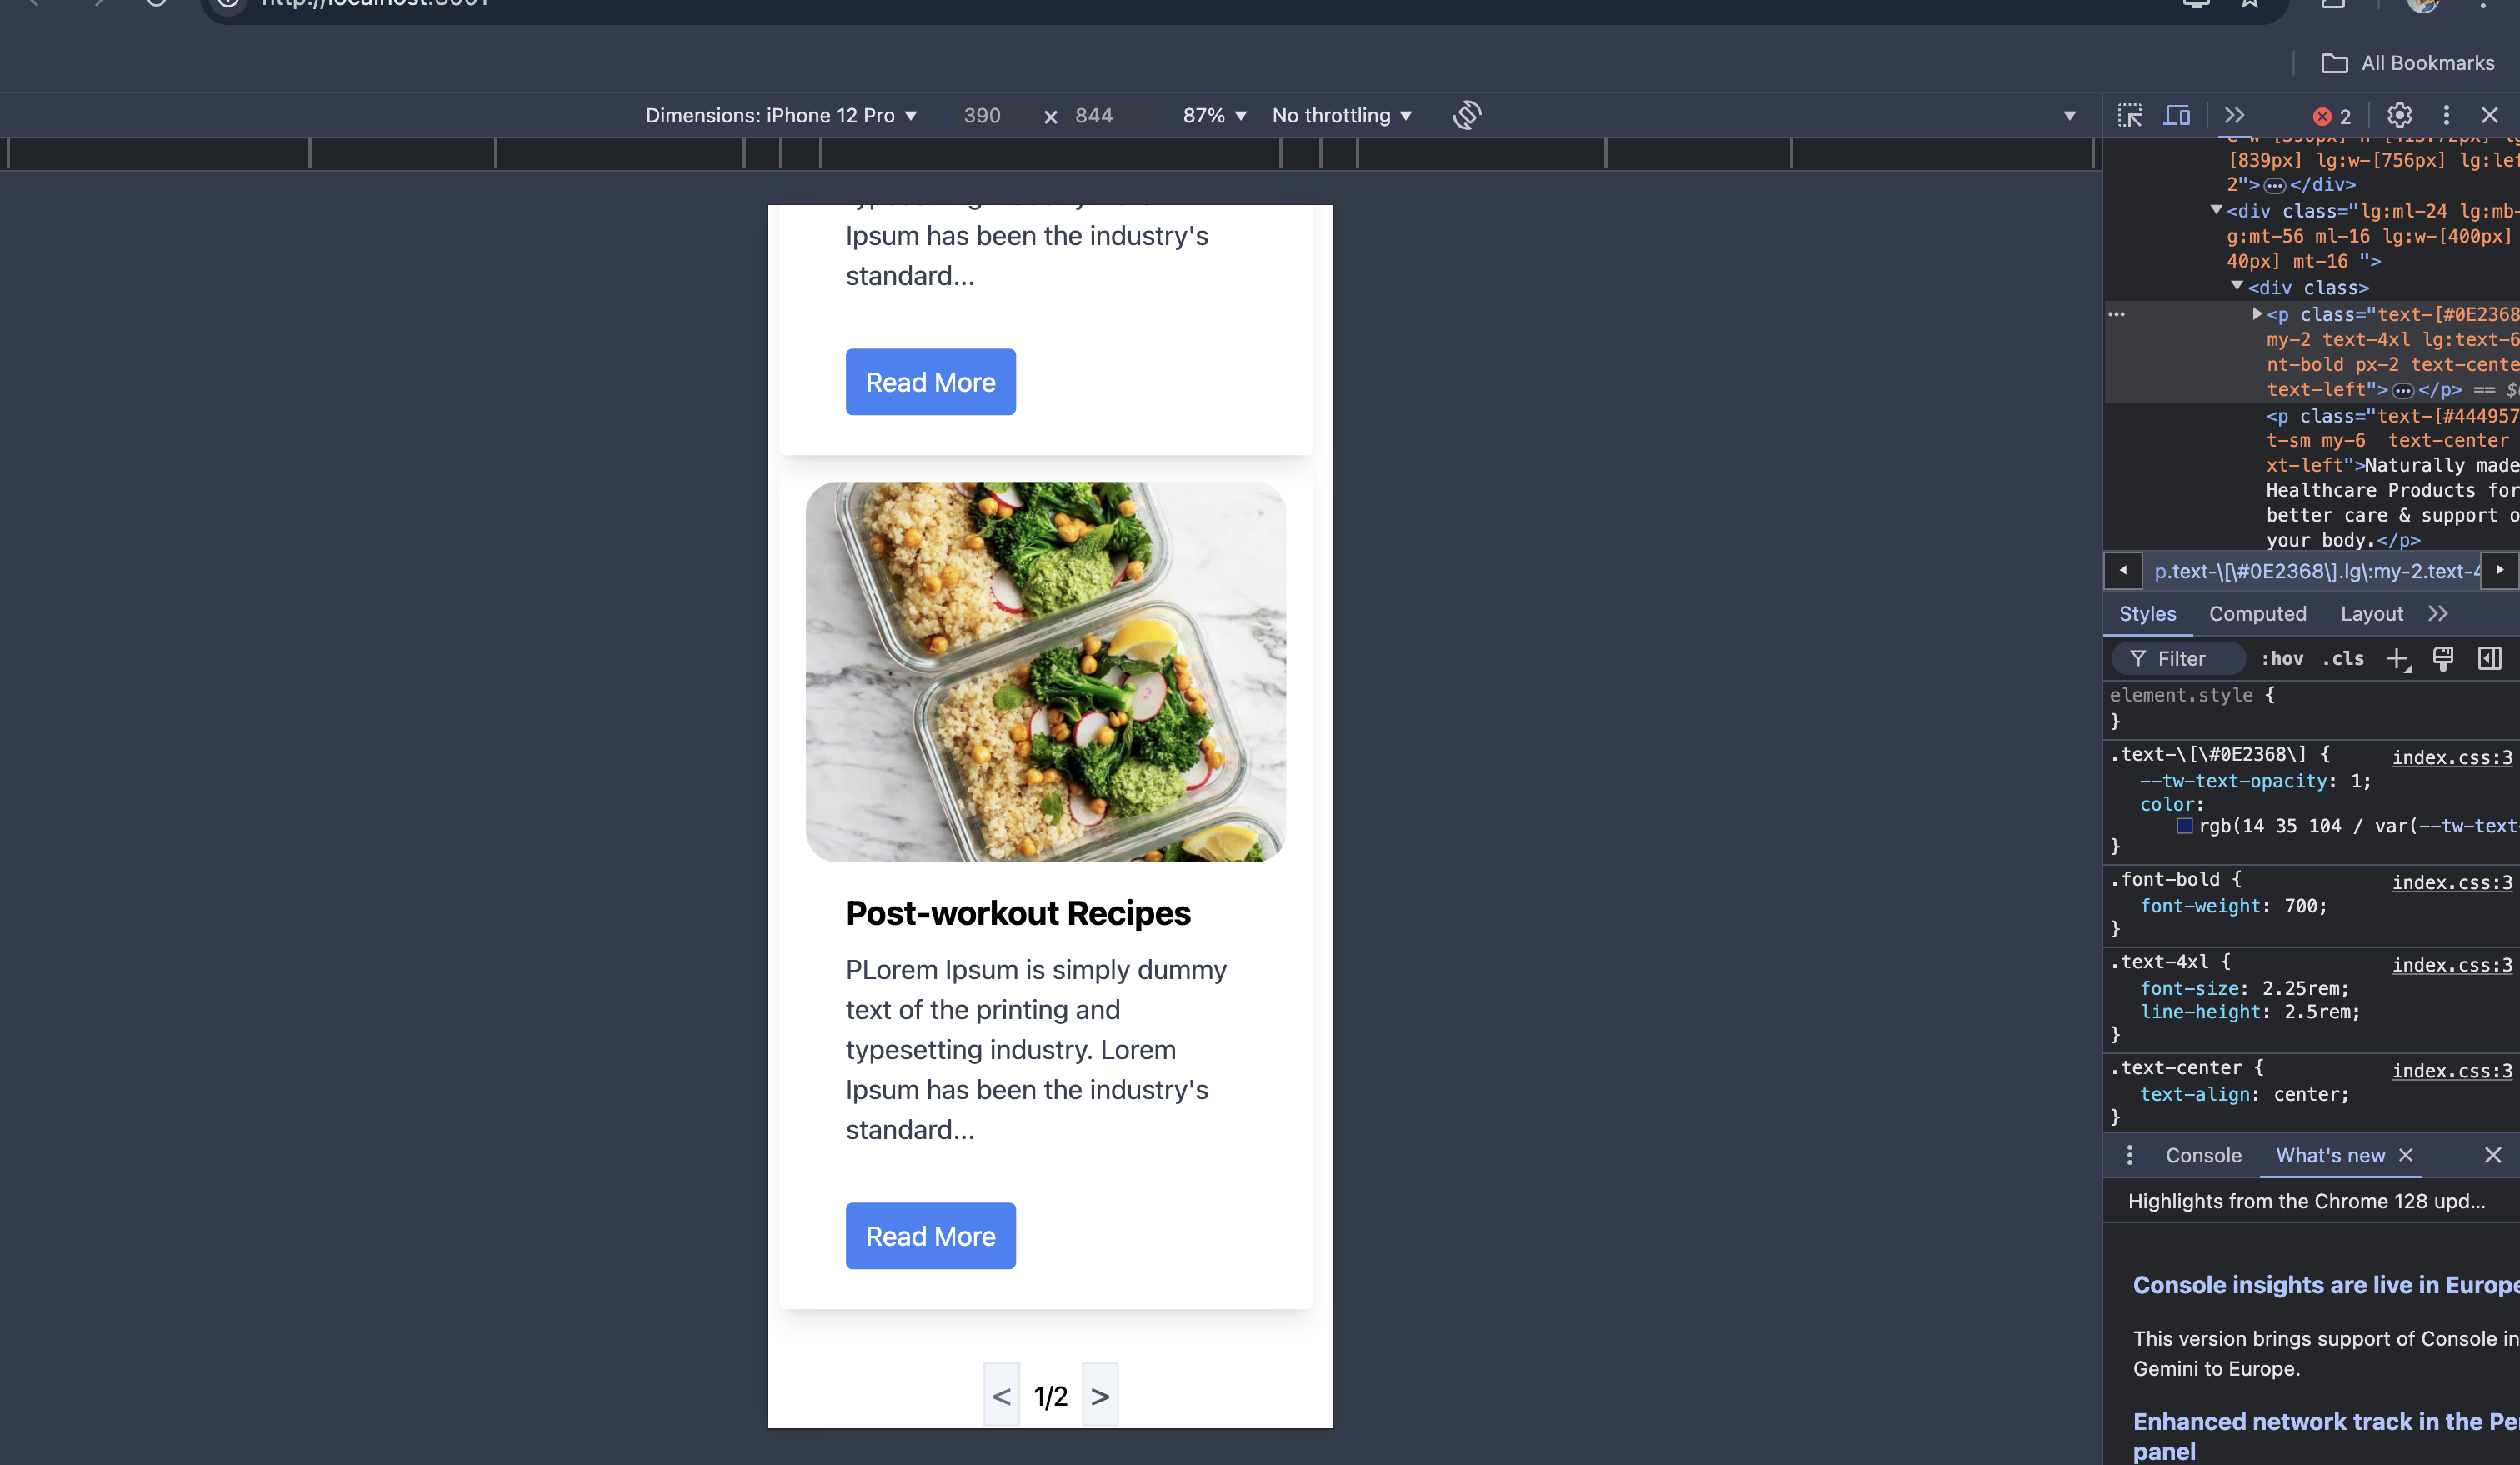 http://localhost:3001
All Bookmarks
Dimensions: iPhone 12 Pro 390 × 844 87% No throttling
2
Ipsum has been the industry's
standard...
Read More
Post-workout Recipes
PLorem Ipsum is simply dummy
text of the printing and
typesetting industry. Lorem
Ipsum has been the industry's
standard...
Read More
< 1/2 >
[839px] lg:w-[756px] lg:lef
2">…</div>
<div class="lg:ml-24 lg:mb-
g:mt-56 ml-16 lg:w-[400px]
40px] mt-16 ">
<div class>
<p class="text-[#0E2368
my-2 text-4xl lg:text-6
nt-bold px-2 text-cente
text-left">…</p> == $
<p class="text-[#444957
t-sm my-6  text-center
xt-left">Naturally made
Healthcare Products for
better care & support o
your body.</p>
p.text-\[\#0E2368\].lg\:my-2.text-4
Styles Computed Layout
Filter :hov .cls
element.style {
}
.text-\[\#0E2368\] { index.css:3
--tw-text-opacity: 1;
color:
rgb(14 35 104 / var(--tw-text-
}
.font-bold { index.css:3
font-weight: 700;
}
.text-4xl { index.css:3
font-size: 2.25rem;
line-height: 2.5rem;
}
.text-center { index.css:3
text-align: center;
}
Console What's new
Highlights from the Chrome 128 upd...
Console insights are live in Europe
This version brings support of Console in
Gemini to Europe.
Enhanced network track in the Pe
panel